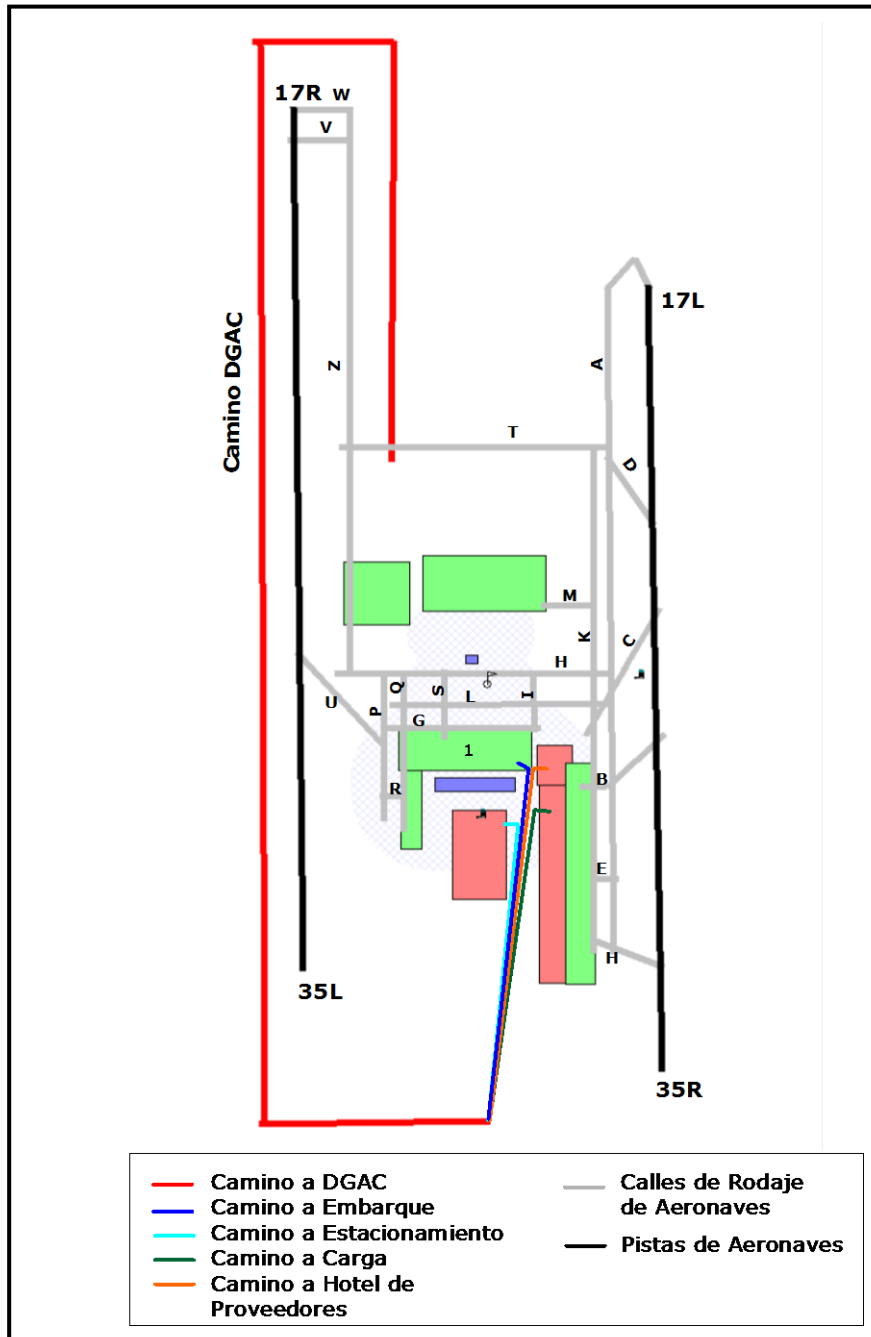 17R W
V
17L
Camino DGAC
Z
A
T
D
M
K
C
H
Q
S
I
L
U
P
G
1
B
R
E
H
35L
35R
Camino a DGAC
Camino a Embarque
Camino a Estacionamiento
Camino a Carga
Camino a Hotel de
Proveedores
Calles de Rodaje
de Aeronaves
Pistas de Aeronaves